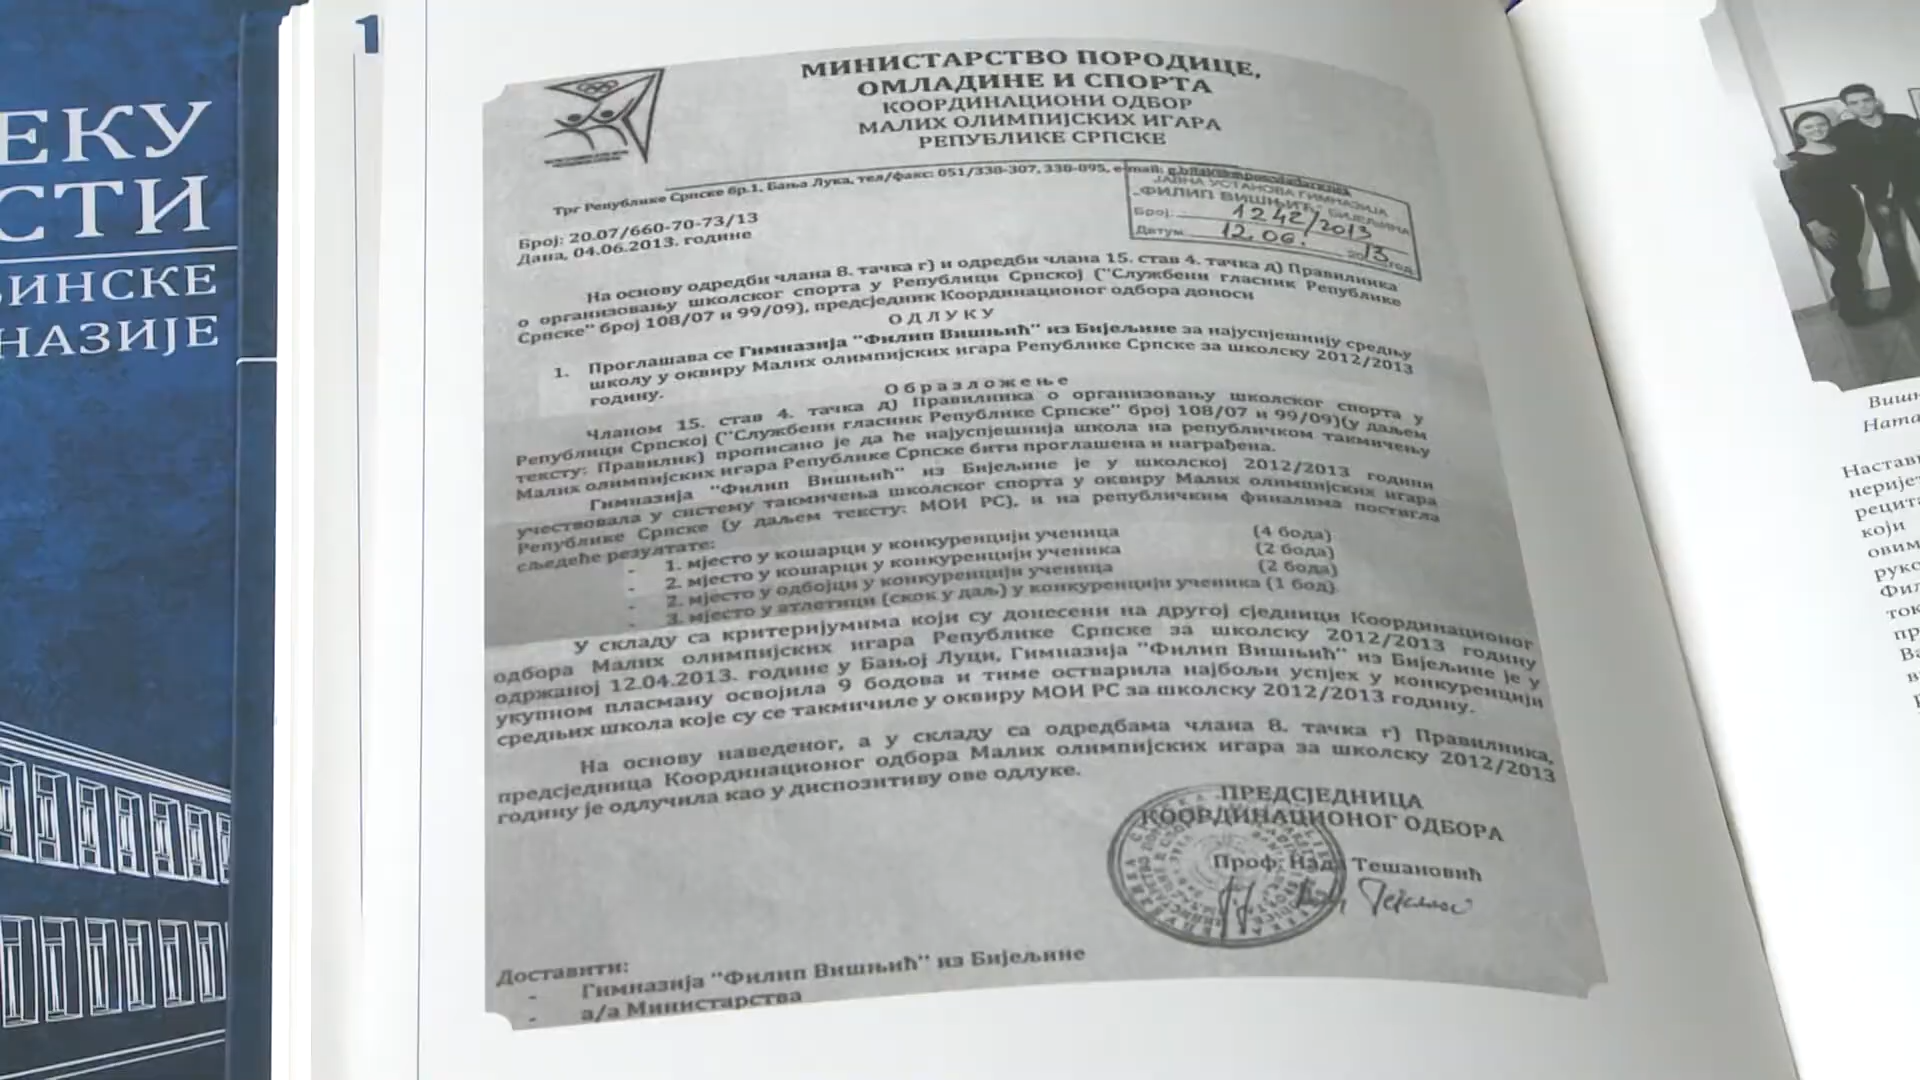 ЕКУ
СТИ
ИНСКЕ
НАЗИЈЕ
1
МИНИСТАРСТВО ПОРОДИЦЕ,
ОМЛАДИНЕ И СПОРТА
КООРДИНАЦИОНИ ОДБОР
МАЛИХ ОЛИМПИЈСКИХ ИГАРА
РЕПУБЛИКЕ СРПСКЕ
Трг Републике Српске бр.1, Бања Лука, тел/факс: 051/338-307, 338-095, e-mail:
ЈАВНА УСТАНОВА ГИМНАЗИЈА
"ФИЛИП ВИШЊИЋ" БИЈЕЉИНА
Број: 1242/2013
Датум 12.06. 2013 год
Број: 20.07/660-70-73/13
Дана, 04.06.2013. године
На основу одредби члана 8. тачка г) и одредби члана 15. став 4. тачка д) Правилника
о организовању школског спорта у Републици Српској ("Службени гласник Републике
Српске" број 108/07 и 99/09), предсједник Координационог одбора доноси
О Д Л У К У
1. Проглашава се Гимназија "Филип Вишњић" из Бијељине за најуспјешнију средњу
школу у оквиру Малих олимпијских игара Републике Српске за школску 2012/2013
годину.
О б р а з л о ж е њ е
Чланом 15. став 4. тачка д) Правилника о организовању школског спорта у
Републици Српској ("Службени гласник Републике Српске" број 108/07 и 99/09)(у даљем
тексту: Правилник) прописано је да ће најуспјешнија школа на републичком такмичењу
Малих олимпијских игара Републике Српске бити проглашена и награђена.
Гимназија "Филип Вишњић" из Бијељине је у школској 2012/2013 години
учествовала у систему такмичења школског спорта у оквиру Малих олимпијских игара
Републике Српске (у даљем тексту: МОИ РС), и на републичким финалима постигла
сљедеће резултате:
- 1. мјесто у кошарци у конкуренцији ученица (4 бода)
- 2. мјесто у кошарци у конкуренцији ученика (2 бода)
- 2. мјесто у одбојци у конкуренцији ученица (2 бода)
- 3. мјесто у атлетици (скок у даљ) у конкуренцији ученика (1 бод)
У складу са критеријумима који су донесени на другој сједници Координационог
одбора Малих олимпијских игара Републике Српске за школску 2012/2013 годину
одржаној 12.04.2013. године у Бањој Луци, Гимназија "Филип Вишњић" из Бијељине је у
укупном пласману освојила 9 бодова и тиме остварила најбољи успјех у конкуренцији
средњих школа које су се такмичиле у оквиру МОИ РС за школску 2012/2013 годину.
На основу наведеног, а у складу са одредбама члана 8. тачка г) Правилника,
предсједница Координационог одбора Малих олимпијских игара за школску 2012/2013
годину је одлучила као у диспозитиву ове одлуке.
ПРЕДСЈЕДНИЦА
КООРДИНАЦИОНОГ ОДБОРА
Проф. Нада Тешановић
Доставити:
- Гимназија "Филип Вишњић" из Бијељине
- а/а Министарства
Вишњ
Ната
Настав
неријет
рецита
који
овим
руко
Фил
ток
пр
Ва